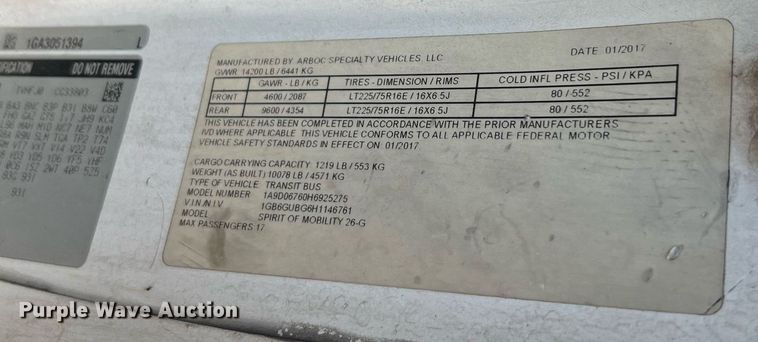 1GA3051394 L
IFICATION DO NOT REMOVE
CC33803
MANUFACTURED BY ARBOC SPECIALTY VEHICLES, LLC DATE 01/2017
GVWR 14200 LB / 6441 KG
GAWR - LB / KG TIRES - DIMENSION / RIMS COLD INFL PRESS - PSI / KPA
FRONT 4600 / 2087 LT225/75R16E / 16X6.5J 80 / 552
REAR 9600 / 4354 LT225/75R16E / 16X6.5J 80 / 552
THIS VEHICLE HAS BEEN COMPLETED IN ACCORDANCE WITH THE PRIOR MANUFACTURERS
IVD WHERE APPLICABLE. THIS VEHICLE CONFORMS TO ALL APPLICABLE FEDERAL MOTOR
VEHICLE SAFETY STANDARDS IN EFFECT ON 01/2017
CARGO CARRYING CAPACITY: 1219 LB / 553 KG
WEIGHT (AS BUILT) 10078 LB / 4571 KG
TYPE OF VEHICLE: TRANSIT BUS
MODEL NUMBER 1A9D06760H6925275
V.I.N./N.I.V 1GB6GUBG6H1146761
MODEL SPIRIT OF MOBILITY 26-G
MAX PASSENGERS: 17
Purple Wave Auction